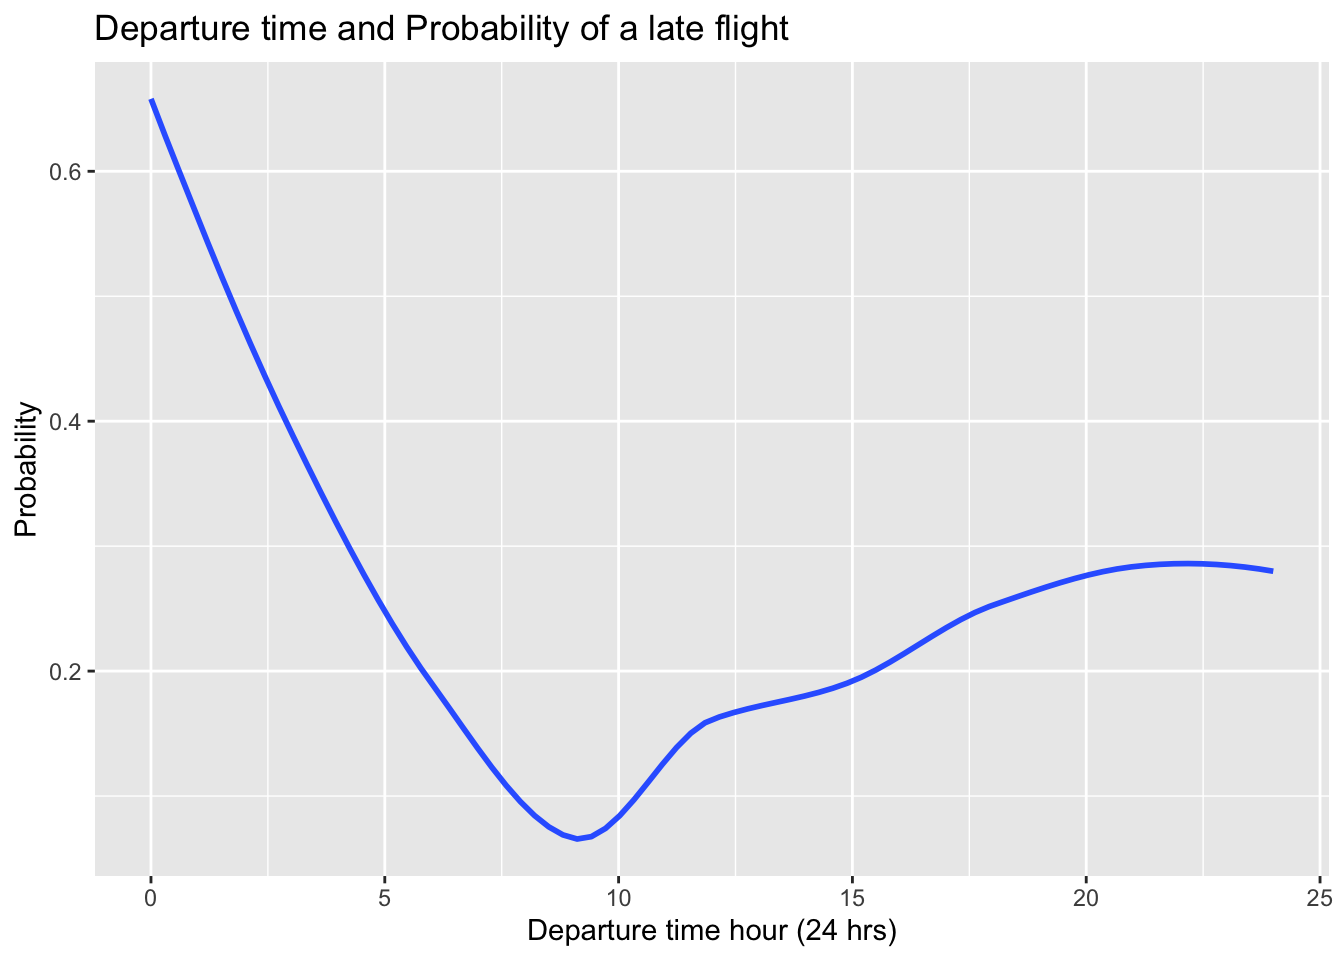 Departure time and Probability of a late flight
Probability
0.6
0.4
0.2
0 5 10 15 20 25
Departure time hour (24 hrs)